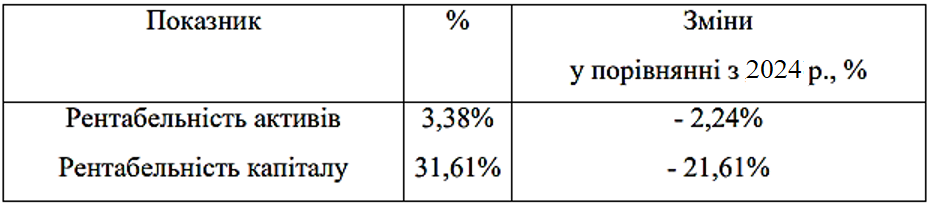 Показник % Зміни
у порівнянні з 2024 р., %
Рентабельність активів 3,38% - 2,24%
Рентабельність капіталу 31,61% - 21,61%